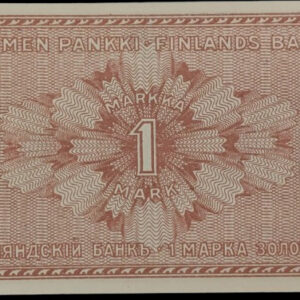 MEN PANKKI · FINLANDS BA
MARKKA
1
MARK
ЯНДСКІЙ БАНКЪ · 1 МАРКА ЗОЛО